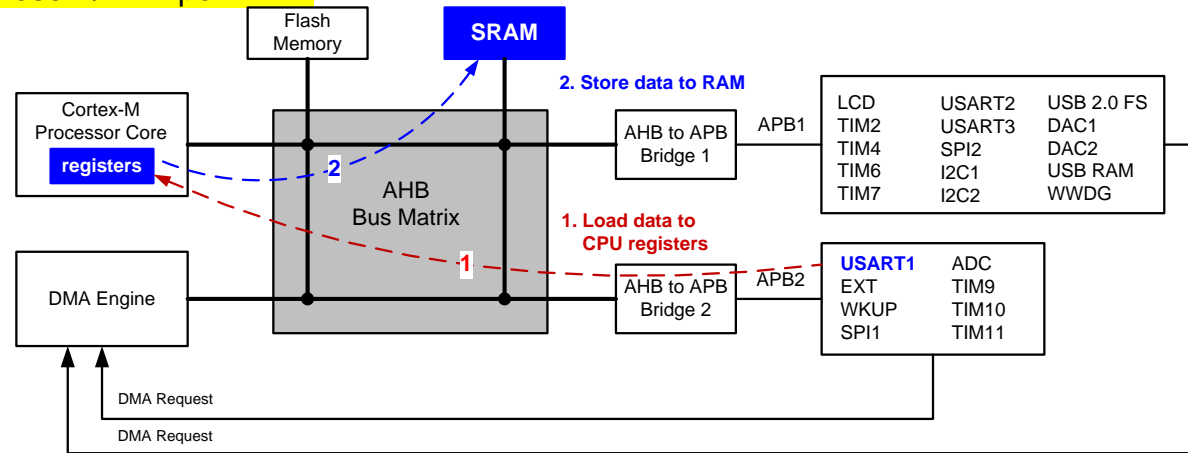 Flash
Memory
SRAM
2. Store data to RAM
Cortex-M
Processor Core
registers
2
AHB
Bus Matrix
AHB to APB
Bridge 1
APB1
LCD USART2 USB 2.0 FS
TIM2 USART3 DAC1
TIM4 SPI2 DAC2
TIM6 I2C1 USB RAM
TIM7 I2C2 WWDG
1. Load data to
CPU registers
1
DMA Engine
AHB to APB
Bridge 2
APB2
USART1 ADC
EXT TIM9
WKUP TIM10
SPI1 TIM11
DMA Request
DMA Request